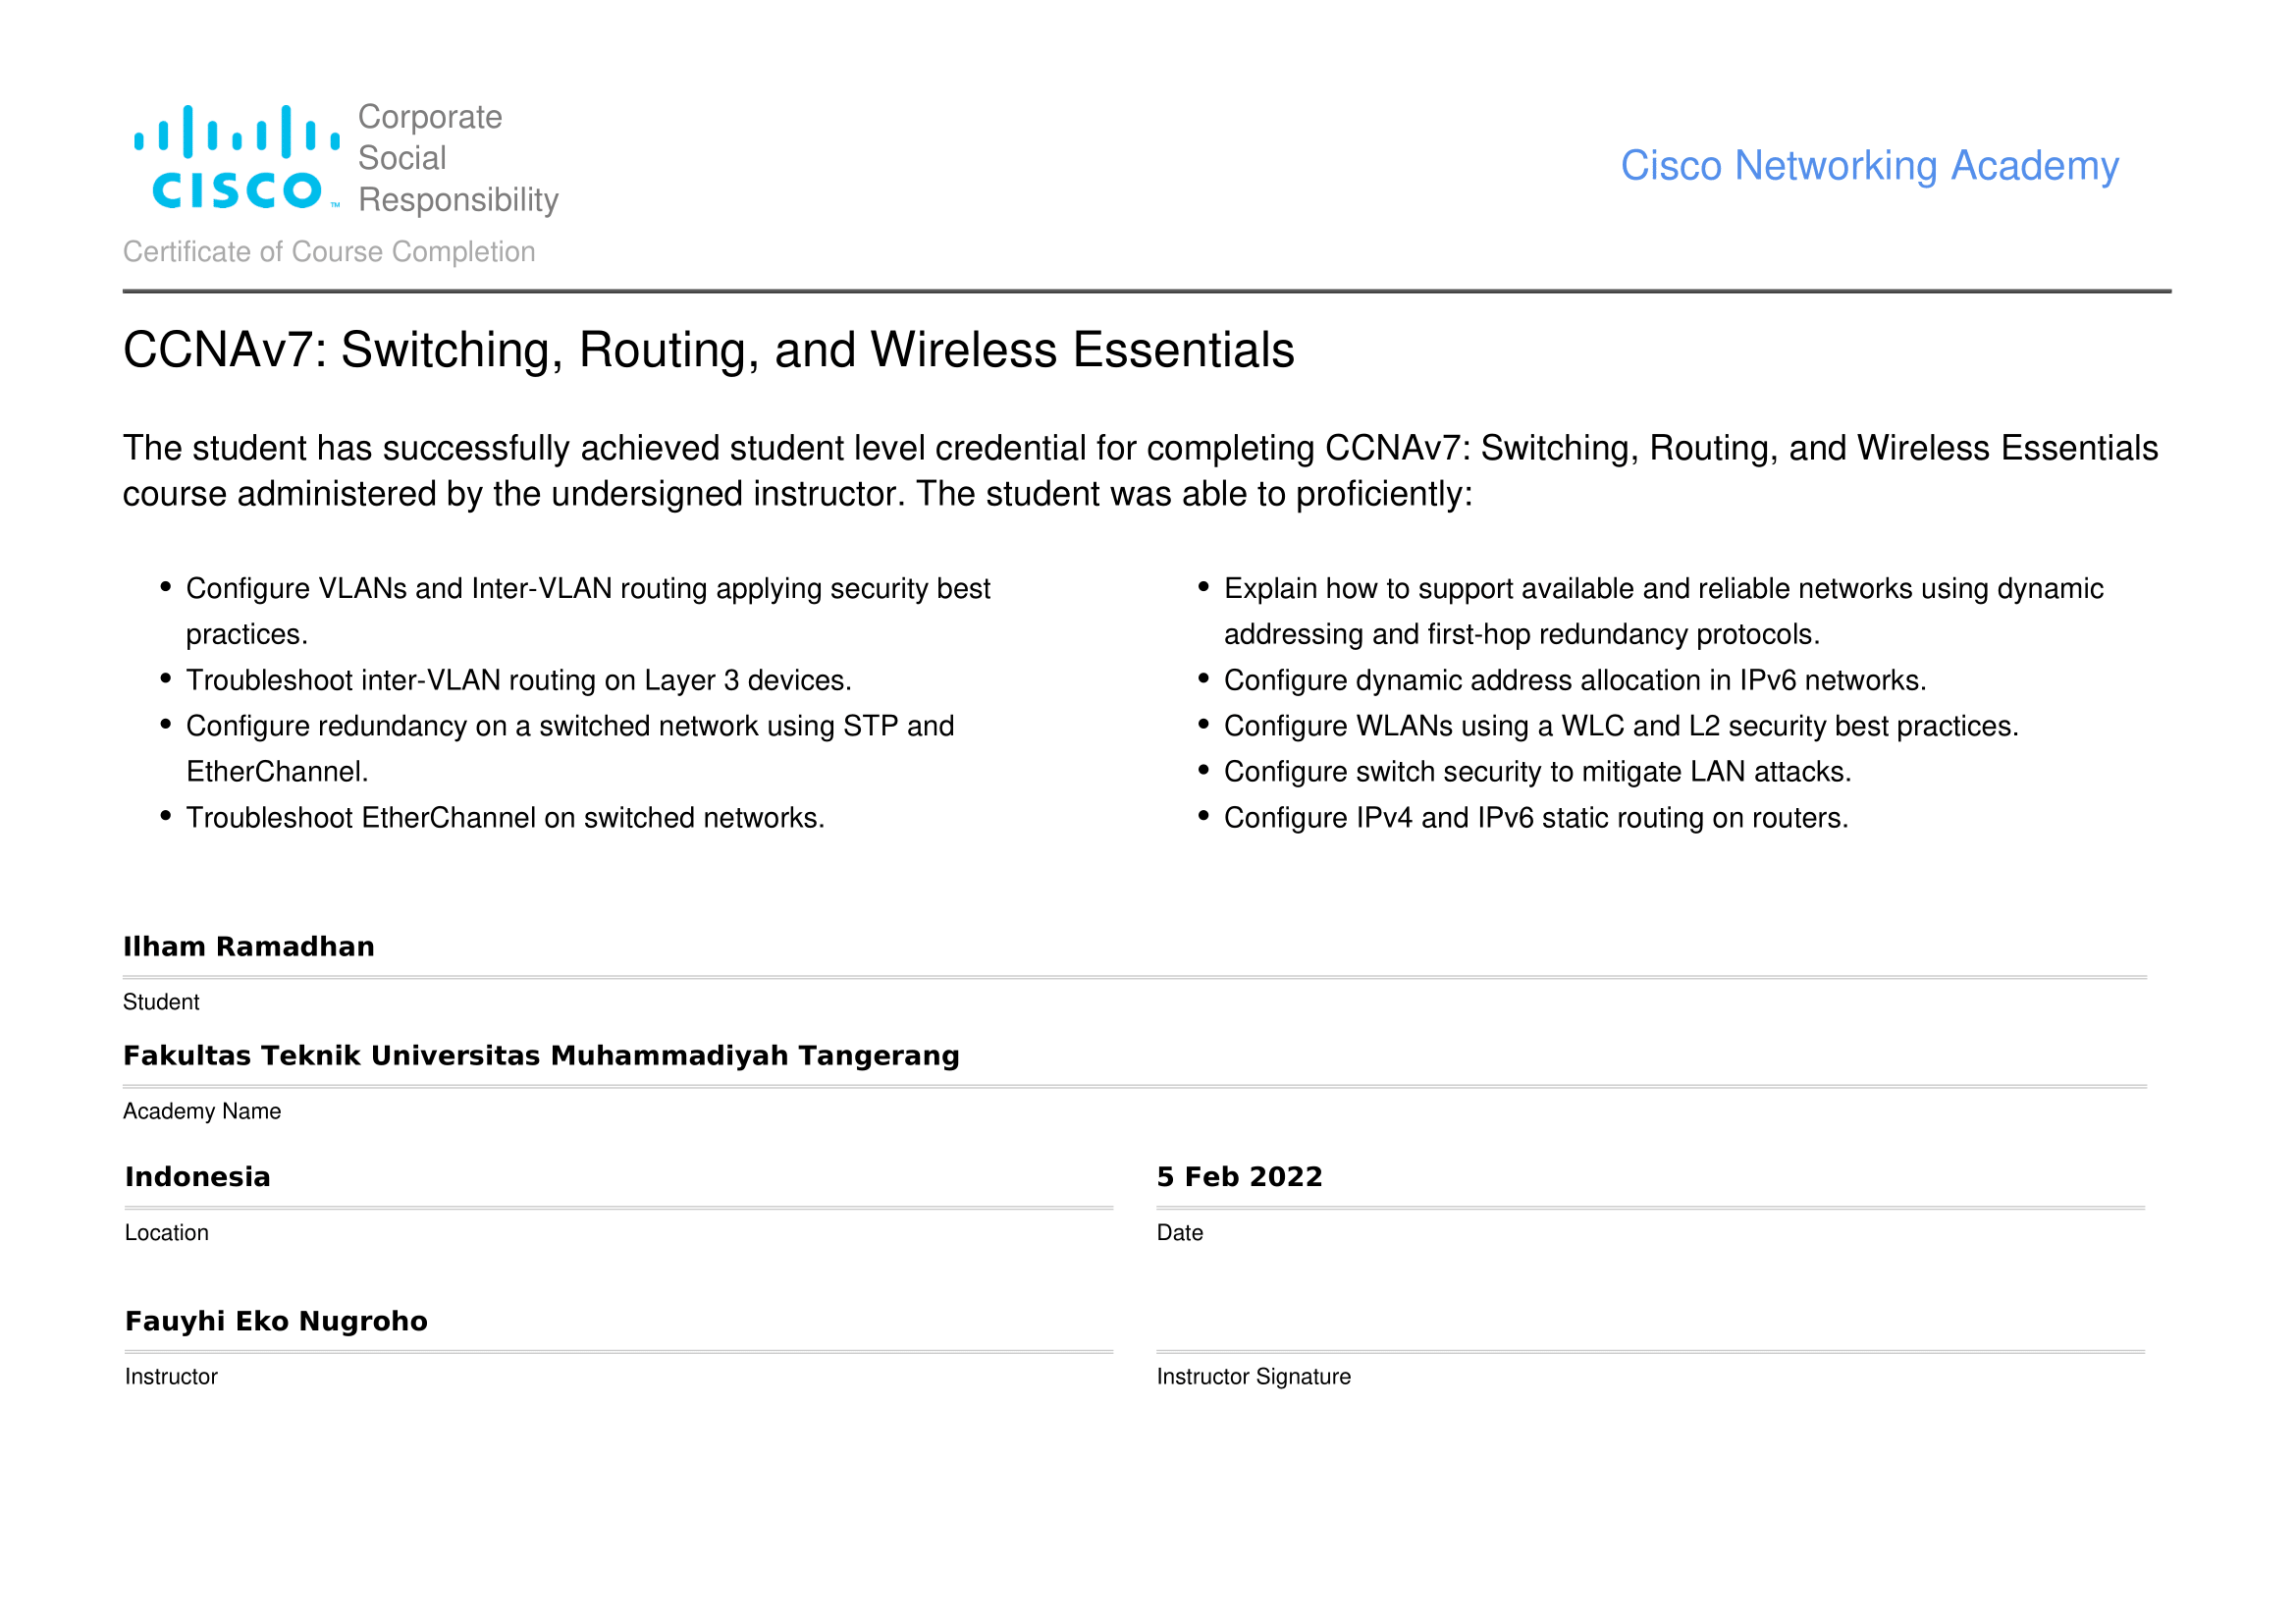 Corporate
Social
Responsibility
CISCO™
Cisco Networking Academy
Certificate of Course Completion
CCNAv7: Switching, Routing, and Wireless Essentials
The student has successfully achieved student level credential for completing CCNAv7: Switching, Routing, and Wireless Essentials
course administered by the undersigned instructor. The student was able to proficiently:
• Configure VLANs and Inter-VLAN routing applying security best
practices.
• Troubleshoot inter-VLAN routing on Layer 3 devices.
• Configure redundancy on a switched network using STP and
EtherChannel.
• Troubleshoot EtherChannel on switched networks.
• Explain how to support available and reliable networks using dynamic
addressing and first-hop redundancy protocols.
• Configure dynamic address allocation in IPv6 networks.
• Configure WLANs using a WLC and L2 security best practices.
• Configure switch security to mitigate LAN attacks.
• Configure IPv4 and IPv6 static routing on routers.
Ilham Ramadhan
Student
Fakultas Teknik Universitas Muhammadiyah Tangerang
Academy Name
Indonesia
Location
5 Feb 2022
Date
Fauyhi Eko Nugroho
Instructor
Instructor Signature